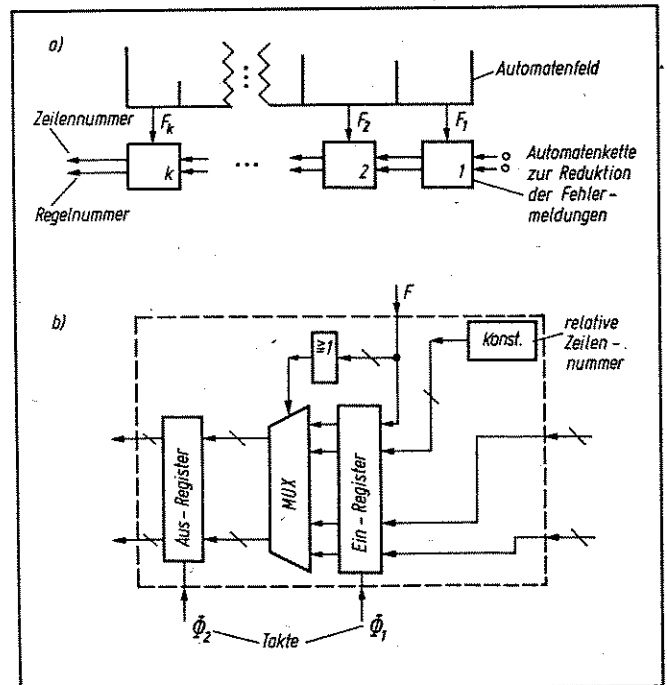 a)
Automatenfeld
Zeilennummer
F_k
F_2
F_1
k
...
2
1
Automatenkette
zur Reduktion
der Fehler-
meldungen
Regelnummer
b)
F
≧1
Konst.
relative
Zeilen-
nummer
Aus-Register
MUX
Ein-Register
Φ_2
Takte
Φ_1